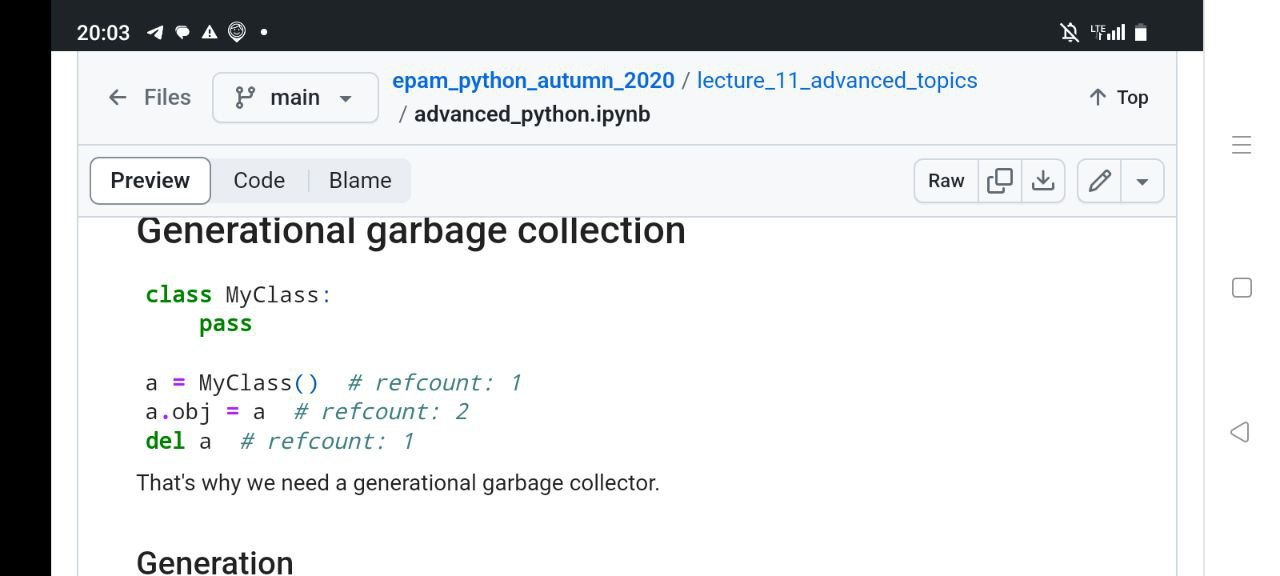 20:03
LTE
epam_python_autumn_2020 / lecture_11_advanced_topics
← Files
main
/ advanced_python.ipynb
↑ Top
Preview
Code
Blame
Raw
Generational garbage collection
class MyClass:
    pass
a = MyClass()  # refcount: 1
a.obj = a  # refcount: 2
del a  # refcount: 1
That's why we need a generational garbage collector.
Generation